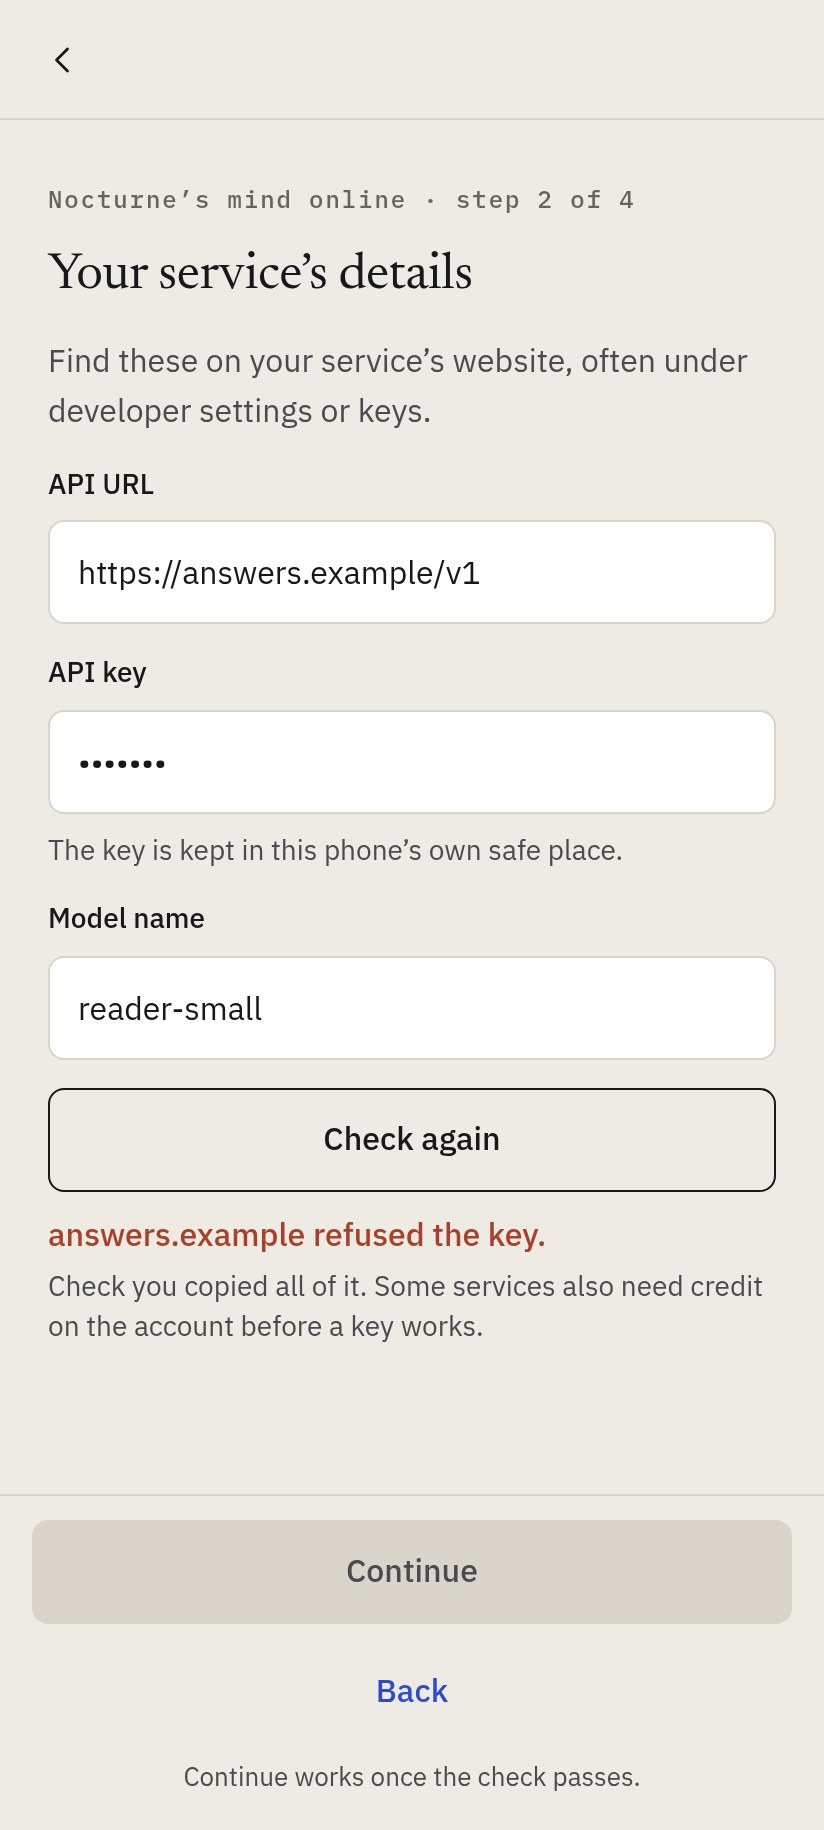 Nocturne’s mind online · step 2 of 4
Your service’s details
Find these on your service’s website, often under
developer settings or keys.
API URL
https://answers.example/v1
API key
•••••••
The key is kept in this phone’s own safe place.
Model name
reader-small
Check again
answers.example refused the key.
Check you copied all of it. Some services also need credit
on the account before a key works.
Continue
Back
Continue works once the check passes.